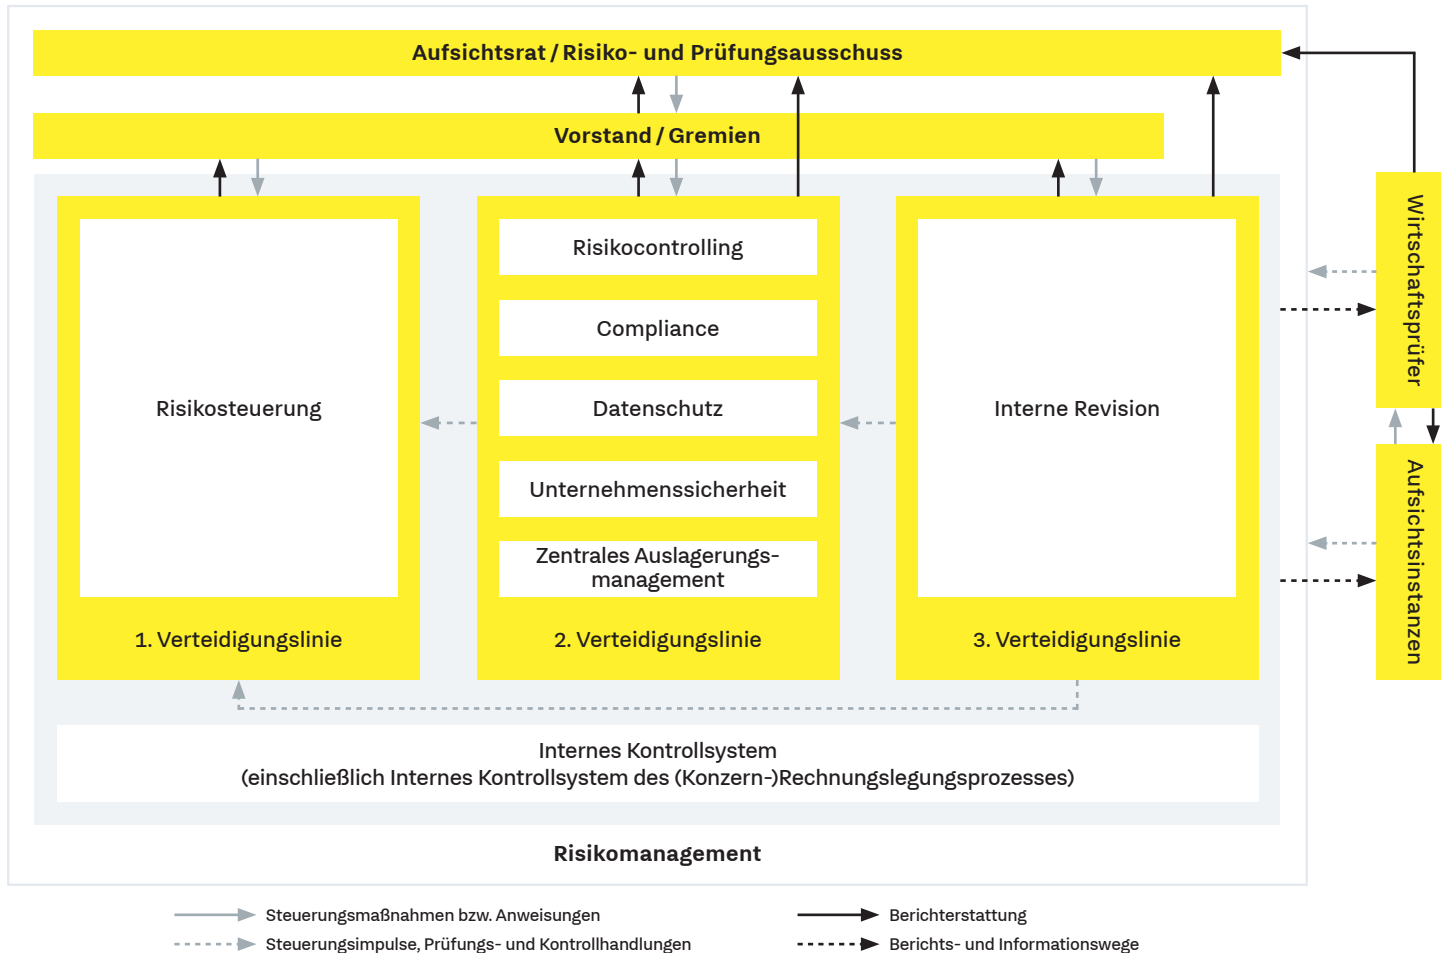 Aufsichtsrat / Risiko- und Prüfungsausschuss
Vorstand / Gremien
Risikosteuerung
1. Verteidigungslinie
Risikocontrolling
Compliance
Datenschutz
Unternehmenssicherheit
Zentrales Auslagerungs-
management
2. Verteidigungslinie
Interne Revision
3. Verteidigungslinie
Wirtschaftsprüfer
Aufsichtsinstanzen
Internes Kontrollsystem
(einschließlich Internes Kontrollsystem des (Konzern-)Rechnungslegungsprozesses)
Risikomanagement
Steuerungsmaßnahmen bzw. Anweisungen
Steuerungsimpulse, Prüfungs- und Kontrollhandlungen
Berichterstattung
Berichts- und Informationswege